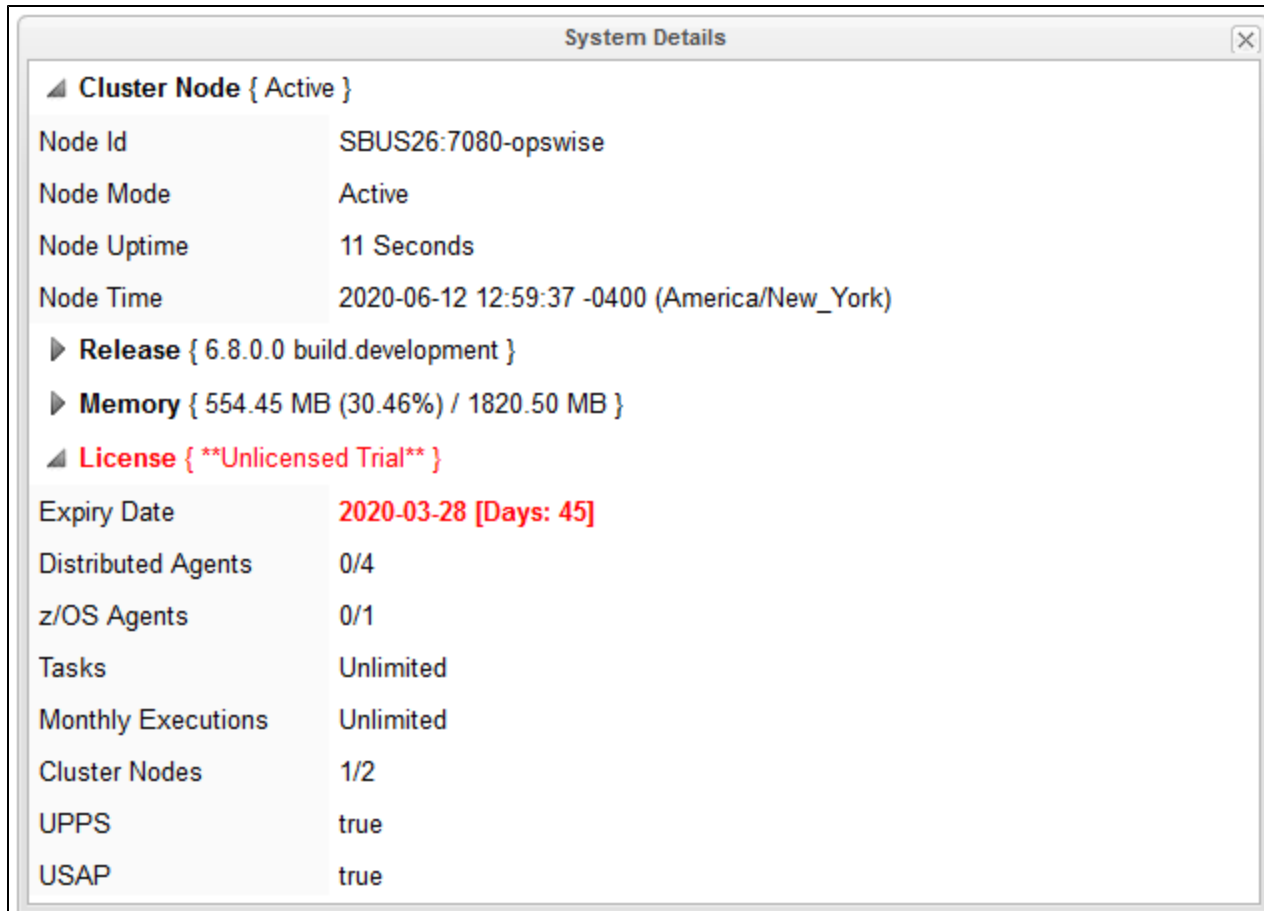 System Details
Cluster Node { Active }
Node Id SBUS26:7080-opswise
Node Mode Active
Node Uptime 11 Seconds
Node Time 2020-06-12 12:59:37 -0400 (America/New_York)
Release { 6.8.0.0 build.development }
Memory { 554.45 MB (30.46%) / 1820.50 MB }
License { **Unlicensed Trial** }
Expiry Date 2020-03-28 [Days: 45]
Distributed Agents 0/4
z/OS Agents 0/1
Tasks Unlimited
Monthly Executions Unlimited
Cluster Nodes 1/2
UPPS true
USAP true